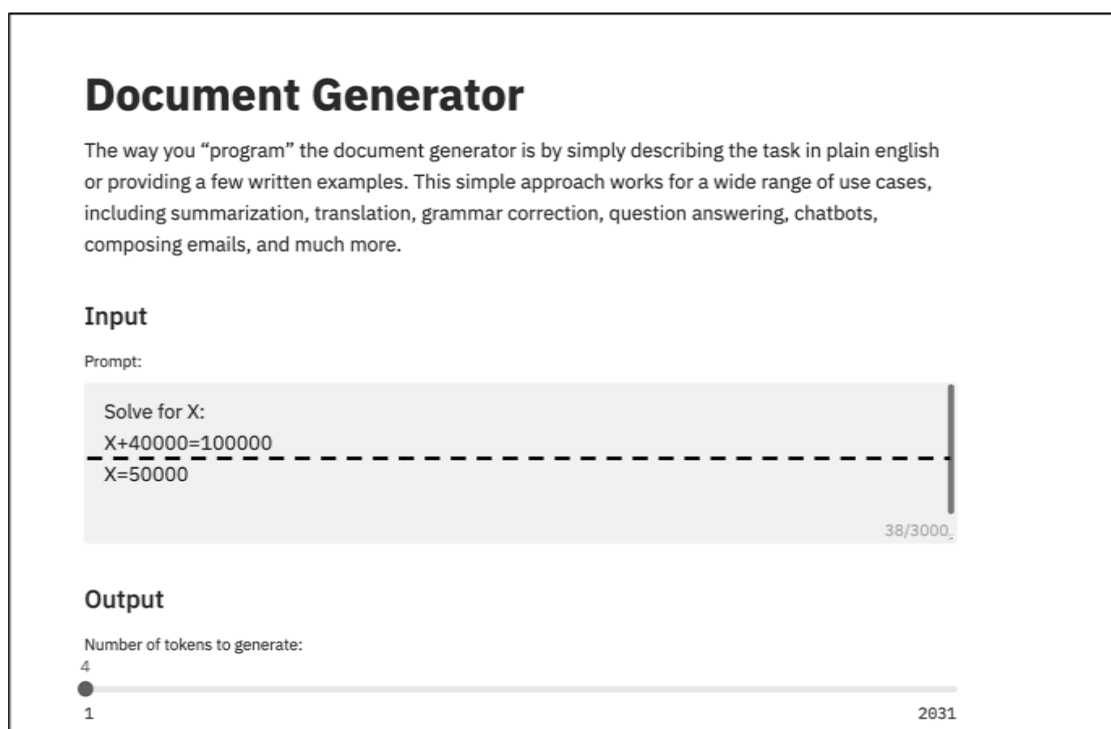 Document Generator
The way you “program” the document generator is by simply describing the task in plain english
or providing a few written examples. This simple approach works for a wide range of use cases,
including summarization, translation, grammar correction, question answering, chatbots,
composing emails, and much more.
Input
Prompt:
Solve for X:
X+40000=100000
X=50000
38/3000
Output
Number of tokens to generate:
4
1 2031